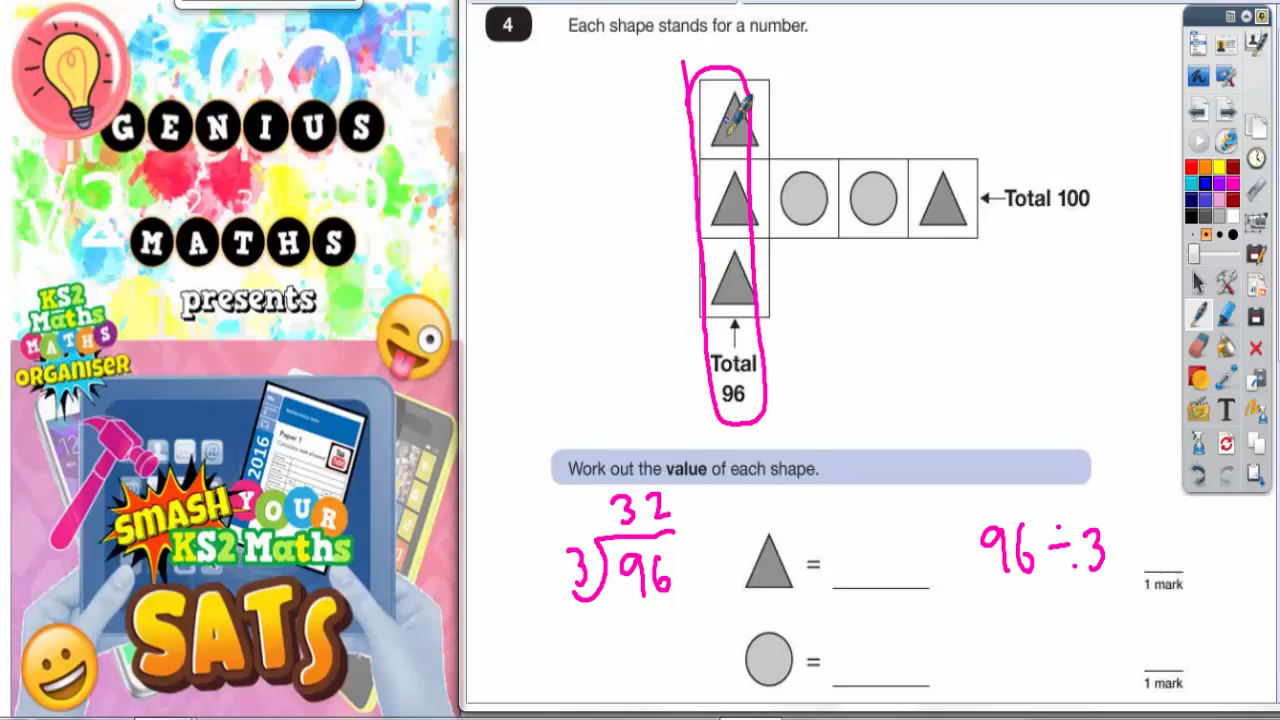 GENIUS
MATHS
presents
KS2
Maths
MATHS
ORGANISER
2016
Paper 1
SMASH YOUR
KS2 Maths
SATS
4
Each shape stands for a number.
Total 100
Total
96
Work out the value of each shape.
32
3 96
=
96 ÷ 3
1 mark
=
1 mark